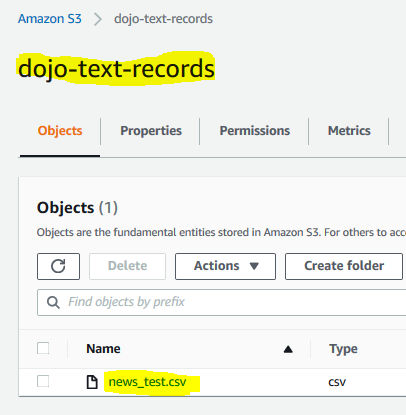 Amazon S3 > dojo-text-records
dojo-text-records
Objects Properties Permissions Metrics
Objects (1)
Objects are the fundamental entities stored in Amazon S3. For others to acc
Delete Actions ▼ Create folder
Find objects by prefix
Name ▲ Type
news_test.csv csv